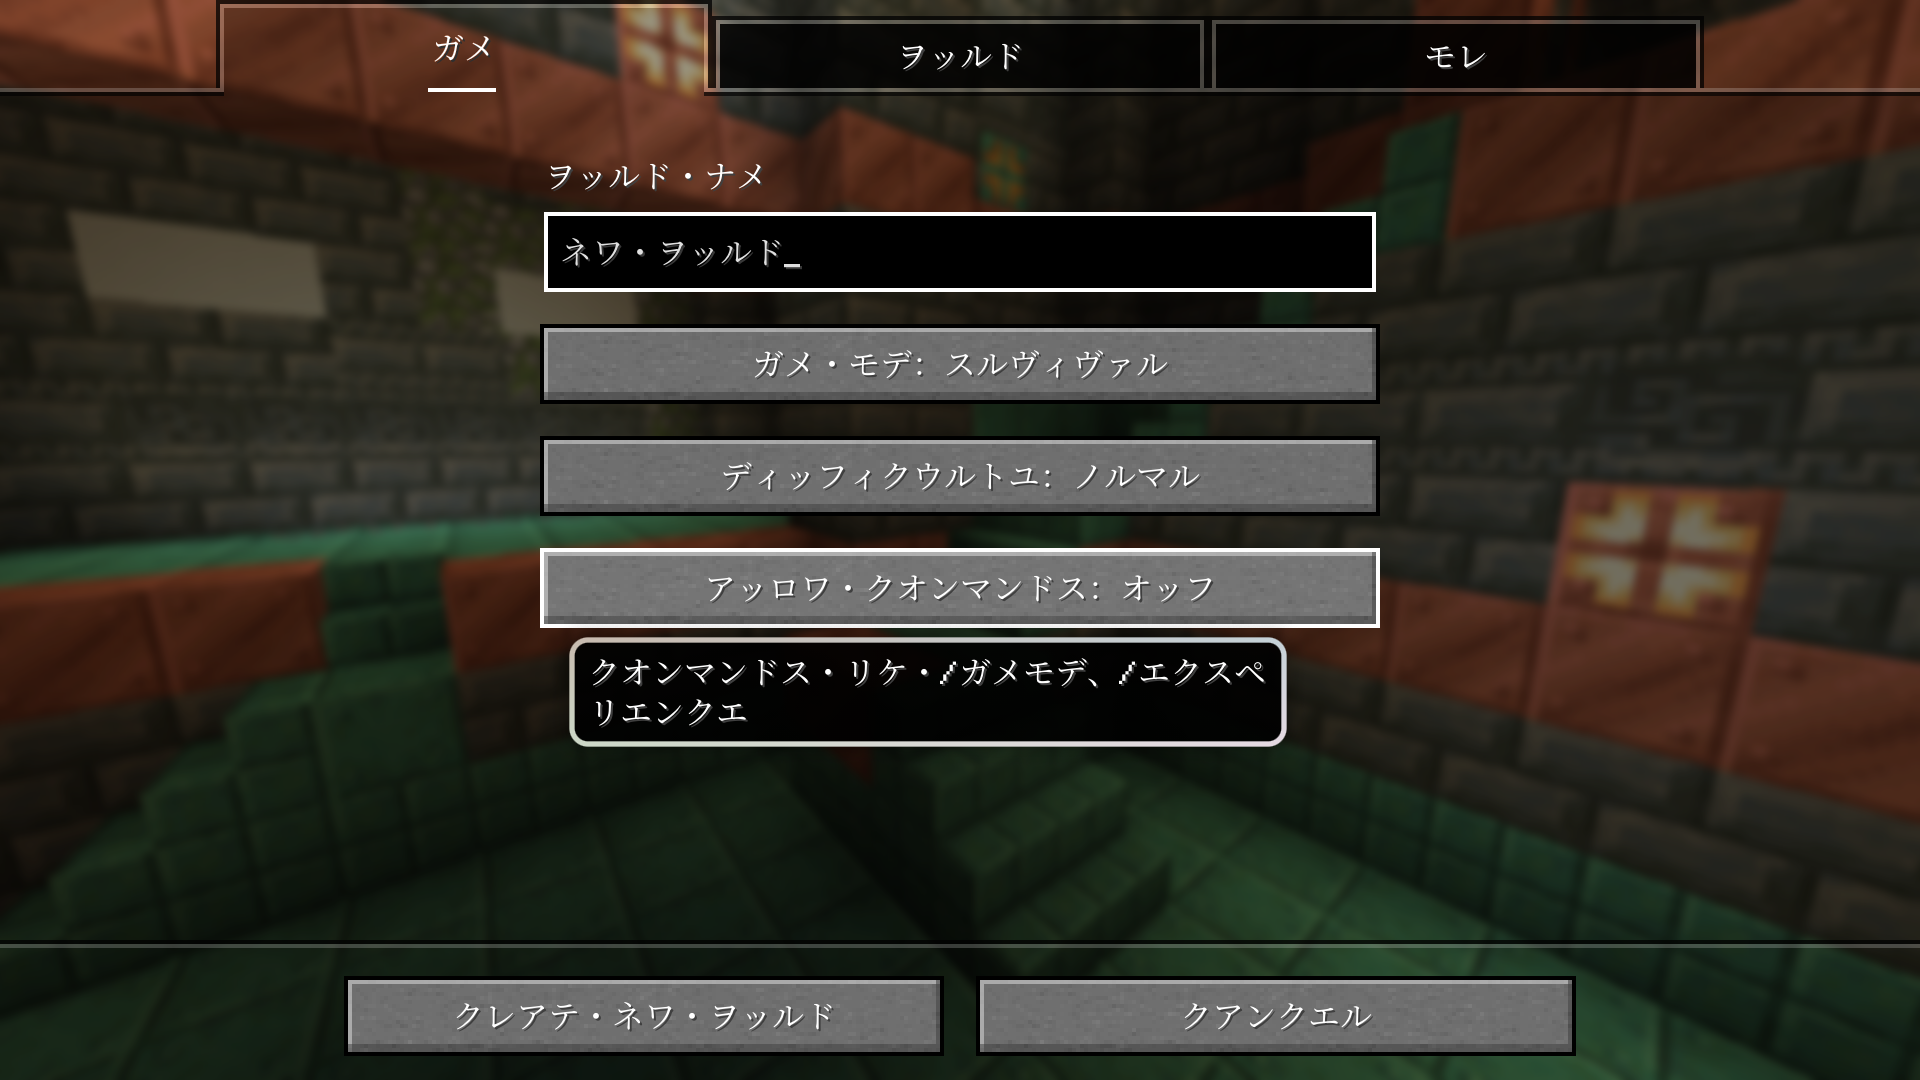 ガメ
ヲッルド
モレ
ヲッルド・ナメ
ネワ・ヲッルド_
ガメ・モデ: スルヴィヴァル
ディッフィクウルトユ: ノルマル
アッロワ・クオンマンドス: オッフ
クオンマンドス・リケ・/ガメモデ、/エクスペ
リエンクエ
クレアテ・ネワ・ヲッルド
クアンクエル